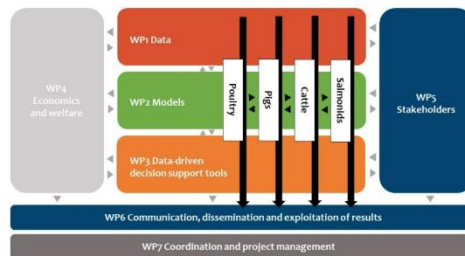 WP1 Data
WP4
Economics
and welfare
WP2 Models
Poultry
Pigs
Cattle
Salmonids
WP5
Stakeholders
WP3 Data-driven
decision support tools
WP6 Communication, dissemination and exploitation of results
WP7 Coordination and project management